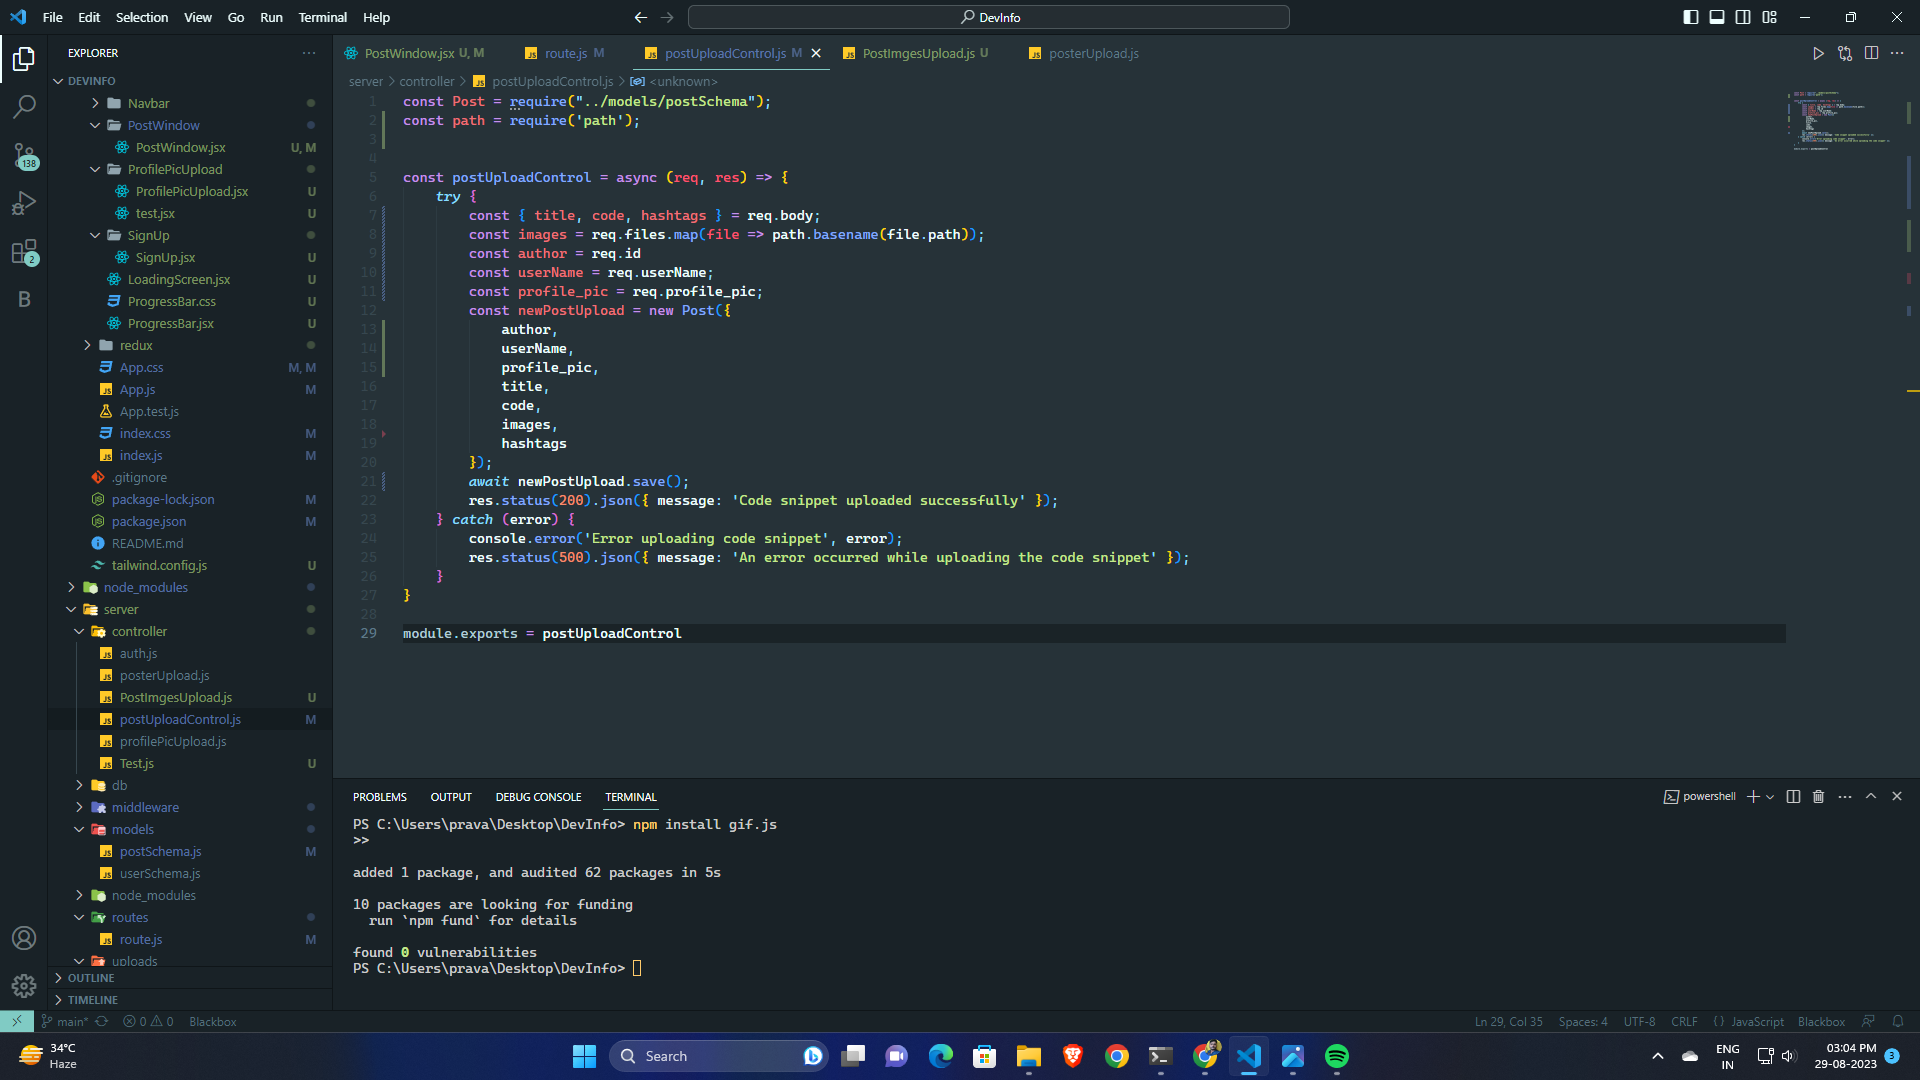 File Edit Selection View Go Run Terminal Help
DevInfo
EXPLORER
DEVINFO
Navbar
PostWindow
PostWindow.jsx U, M
ProfilePicUpload
ProfilePicUpload.jsx U
test.jsx U
SignUp
SignUp.jsx U
LoadingScreen.jsx U
ProgressBar.css U
ProgressBar.jsx U
redux
App.css M, M
App.js M
App.test.js
index.css M
index.js M
.gitignore
package-lock.json M
package.json M
README.md
tailwind.config.js U
node_modules
server
controller
auth.js
posterUpload.js
PostImgesUpload.js U
postUploadControl.js M
profilePicUpload.js
Test.js U
db
middleware
models
postSchema.js M
userSchema.js
node_modules
routes
route.js M
uploads
OUTLINE
TIMELINE
138
2
B
PostWindow.jsx U, M route.js M postUploadControl.js M PostImgesUpload.js U posterUpload.js
server > controller > postUploadControl.js > <unknown>
1 const Post = require("../models/postSchema");
2 const path = require('path');
3
4
5 const postUploadControl = async (req, res) => {
6 try {
7 const { title, code, hashtags } = req.body;
8 const images = req.files.map(file => path.basename(file.path));
9 const author = req.id
10 const userName = req.userName;
11 const profile_pic = req.profile_pic;
12 const newPostUpload = new Post({
13 author,
14 userName,
15 profile_pic,
16 title,
17 code,
18 images,
19 hashtags
20 });
21 await newPostUpload.save();
22 res.status(200).json({ message: 'Code snippet uploaded successfully' });
23 } catch (error) {
24 console.error('Error uploading code snippet', error);
25 res.status(500).json({ message: 'An error occurred while uploading the code snippet' });
26 }
27 }
28
29 module.exports = postUploadControl
PROBLEMS OUTPUT DEBUG CONSOLE TERMINAL
powershell
PS C:\Users\prava\Desktop\DevInfo> npm install gif.js
>>
added 1 package, and audited 62 packages in 5s
10 packages are looking for funding
run `npm fund` for details
found 0 vulnerabilities
PS C:\Users\prava\Desktop\DevInfo>
main* 0 0 Blackbox
Ln 29, Col 35 Spaces: 4 UTF-8 CRLF {} JavaScript Blackbox
34°C
Haze
Search
ENG
IN
03:04 PM
29-08-2023
3